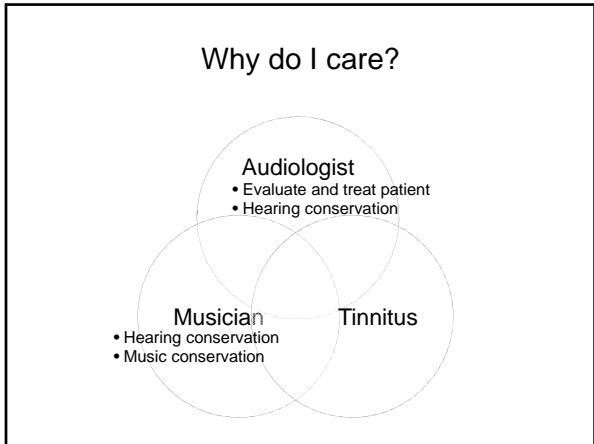 Why do I care?
Audiologist
• Evaluate and treat patient
• Hearing conservation
Musician
Tinnitus
• Hearing conservation
• Music conservation